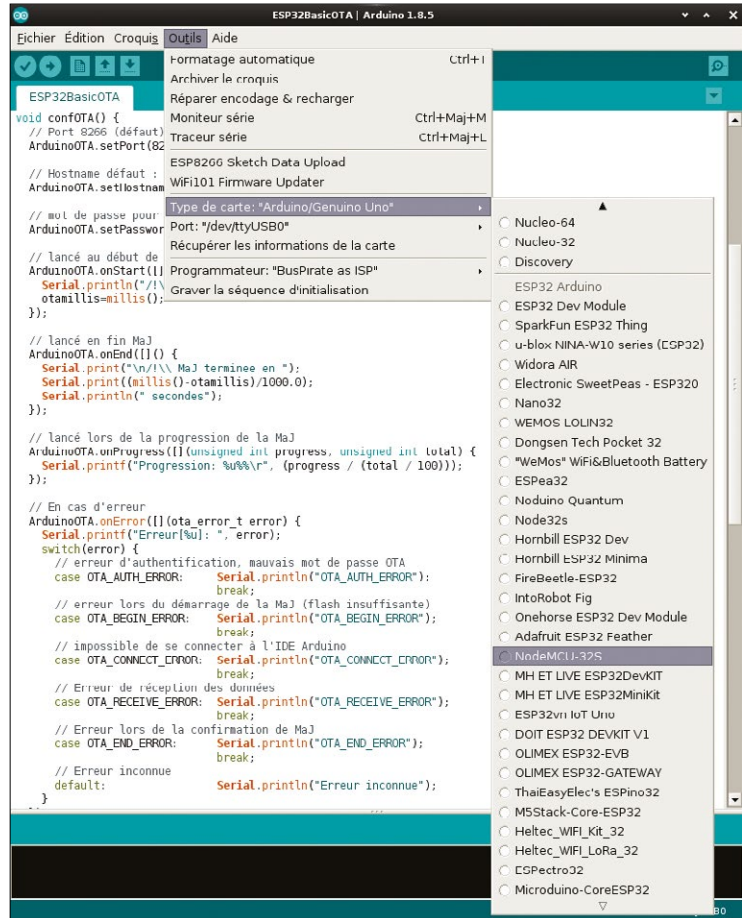 ESP32BasicOTA | Arduino 1.8.5
Fichier Édition Croquis Outils Aide
ESP32BasicOTA
Formatage automatique Ctrl+T
Archiver le croquis
Réparer encodage & recharger
Moniteur série Ctrl+Maj+M
Traceur série Ctrl+Maj+L
ESP8266 Sketch Data Upload
WiFi101 Firmware Updater
Type de carte: "Arduino/Genuino Uno"
Port: "/dev/ttyUSB0"
Récupérer les informations de la carte
Programmateur: "BusPirate as ISP"
Graver la séquence d'initialisation
void confOTA() {
// Port 8266 (défaut)
ArduinoOTA.setPort(82
// Hostname défaut :
ArduinoOTA.setHostnam
// mot de passe pour
ArduinoOTA.setPasswor
// lancé au début de
ArduinoOTA.onStart([]
Serial.println("/!\
otamillis=millis();
});
// lancé en fin MaJ
ArduinoOTA.onEnd([]() {
Serial.print("\n/!\\ MaJ terminee en ");
Serial.print((millis()-otamillis)/1000.0);
Serial.println(" secondes");
});
// lancé lors de la progression de la MaJ
ArduinoOTA.onProgress([](unsigned int progress, unsigned int total) {
Serial.printf("Progression: %u%%\r", (progress / (total / 100)));
});
// En cas d'erreur
ArduinoOTA.onError([](ota_error_t error) {
Serial.printf("Erreur[%u]: ", error);
switch(error) {
// erreur d'authentification, mauvais mot de passe OTA
case OTA_AUTH_ERROR: Serial.println("OTA_AUTH_ERROR");
break;
// erreur lors du démarrage de la MaJ (flash insuffisante)
case OTA_BEGIN_ERROR: Serial.println("OTA_BEGIN_ERROR");
break;
// impossible de se connecter à l'IDE Arduino
case OTA_CONNECT_ERROR: Serial.println("OTA_CONNECT_ERROR");
break;
// Erreur de réception des données
case OTA_RECEIVE_ERROR: Serial.println("OTA_RECEIVE_ERROR");
break;
// Erreur lors de la confirmation de MaJ
case OTA_END_ERROR: Serial.println("OTA_END_ERROR");
break;
// Erreur inconnue
default: Serial.println("Erreur inconnue");
}
Nucleo-64
Nucleo-32
Discovery
ESP32 Arduino
ESP32 Dev Module
SparkFun ESP32 Thing
u-blox NINA-W10 series (ESP32)
Widora AIR
Electronic SweetPeas - ESP320
Nano32
WEMOS LOLIN32
Dongsen Tech Pocket 32
"WeMos" WiFi&Bluetooth Battery
ESPea32
Noduino Quantum
Node32s
Hornbill ESP32 Dev
Hornbill ESP32 Minima
FireBeetle-ESP32
IntoRobot Fig
Onehorse ESP32 Dev Module
Adafruit ESP32 Feather
NodeMCU-32S
MH ET LIVE ESP32DevKIT
MH ET LIVE ESP32MiniKit
ESP32vn IoT Uno
DOIT ESP32 DEVKIT V1
OLIMEX ESP32-EVB
OLIMEX ESP32-GATEWAY
ThaiEasyElec's ESPino32
M5Stack-Core-ESP32
Heltec_WIFI_Kit_32
Heltec_WIFI_LoRa_32
ESPectro32
Microduino-CoreESP32
B0